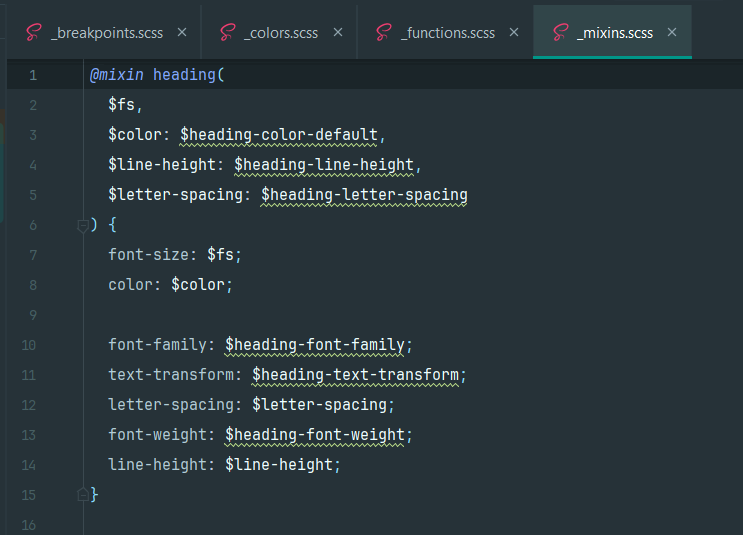 _breakpoints.scss × _colors.scss × _functions.scss × _mixins.scss ×
1 @mixin heading(
2 $fs,
3 $color: $heading-color-default,
4 $line-height: $heading-line-height,
5 $letter-spacing: $heading-letter-spacing
6 ) {
7 font-size: $fs;
8 color: $color;
9
10 font-family: $heading-font-family;
11 text-transform: $heading-text-transform;
12 letter-spacing: $letter-spacing;
13 font-weight: $heading-font-weight;
14 line-height: $line-height;
15 }
16